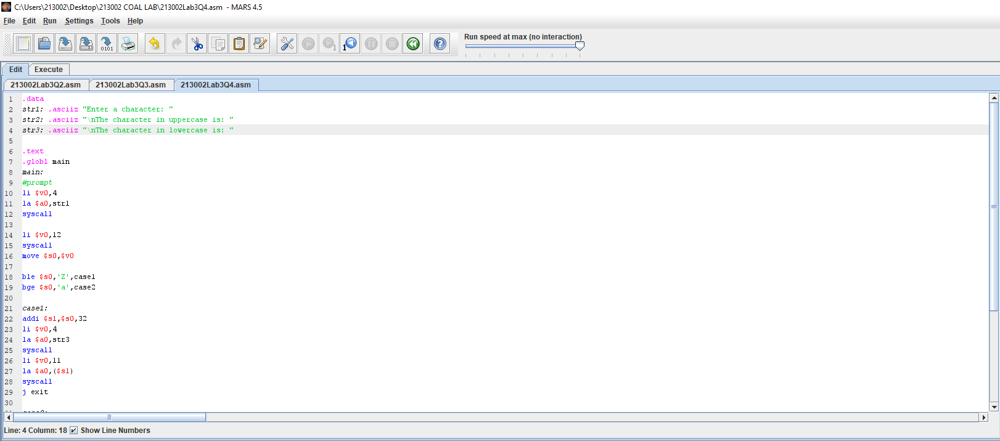 C:\Users\213002\Desktop\213002 COAL LAB\213002Lab3Q4.asm - MARS 4.5
File Edit Run Settings Tools Help
Run speed at max (no interaction)
Edit Execute
213002Lab3Q2.asm 213002Lab3Q3.asm 213002Lab3Q4.asm
1 .data
2 str1: .asciiz "Enter a character: "
3 str2: .asciiz "\nThe character in uppercase is: "
4 str3: .asciiz "\nThe character in lowercase is: "
5
6 .text
7 .globl main
8 main:
9 #prompt
10 li $v0,4
11 la $a0,str1
12 syscall
13
14 li $v0,12
15 syscall
16 move $s0,$v0
17
18 ble $s0,'Z',case1
19 bge $s0,'a',case2
20
21 case1:
22 addi $s1,$s0,32
23 li $v0,4
24 la $a0,str3
25 syscall
26 li $v0,11
27 la $a0,($s1)
28 syscall
29 j exit
30
Line: 4 Column: 18 Show Line Numbers